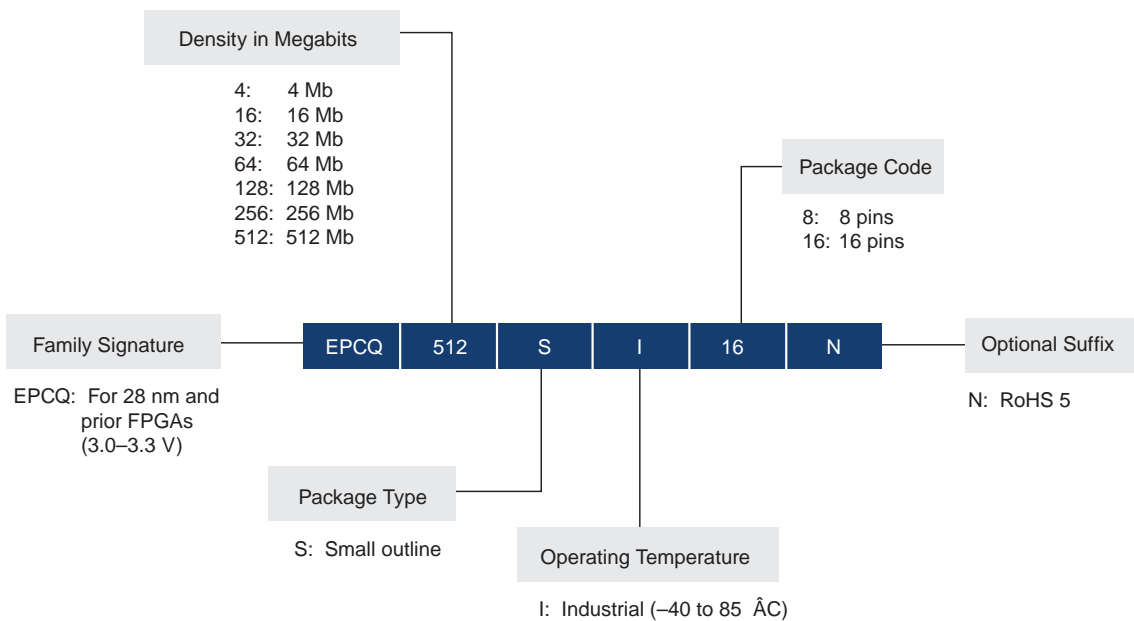 Density in Megabits
4: 4 Mb
16: 16 Mb
32: 32 Mb
64: 64 Mb
128: 128 Mb
256: 256 Mb
512: 512 Mb
Package Code
8: 8 pins
16: 16 pins
Family Signature
EPCQ: For 28 nm and
prior FPGAs
(3.0–3.3 V)
EPCQ 512 S I 16 N
Optional Suffix
N: RoHS 5
Package Type
S: Small outline
Operating Temperature
I: Industrial (–40 to 85 ÂC)